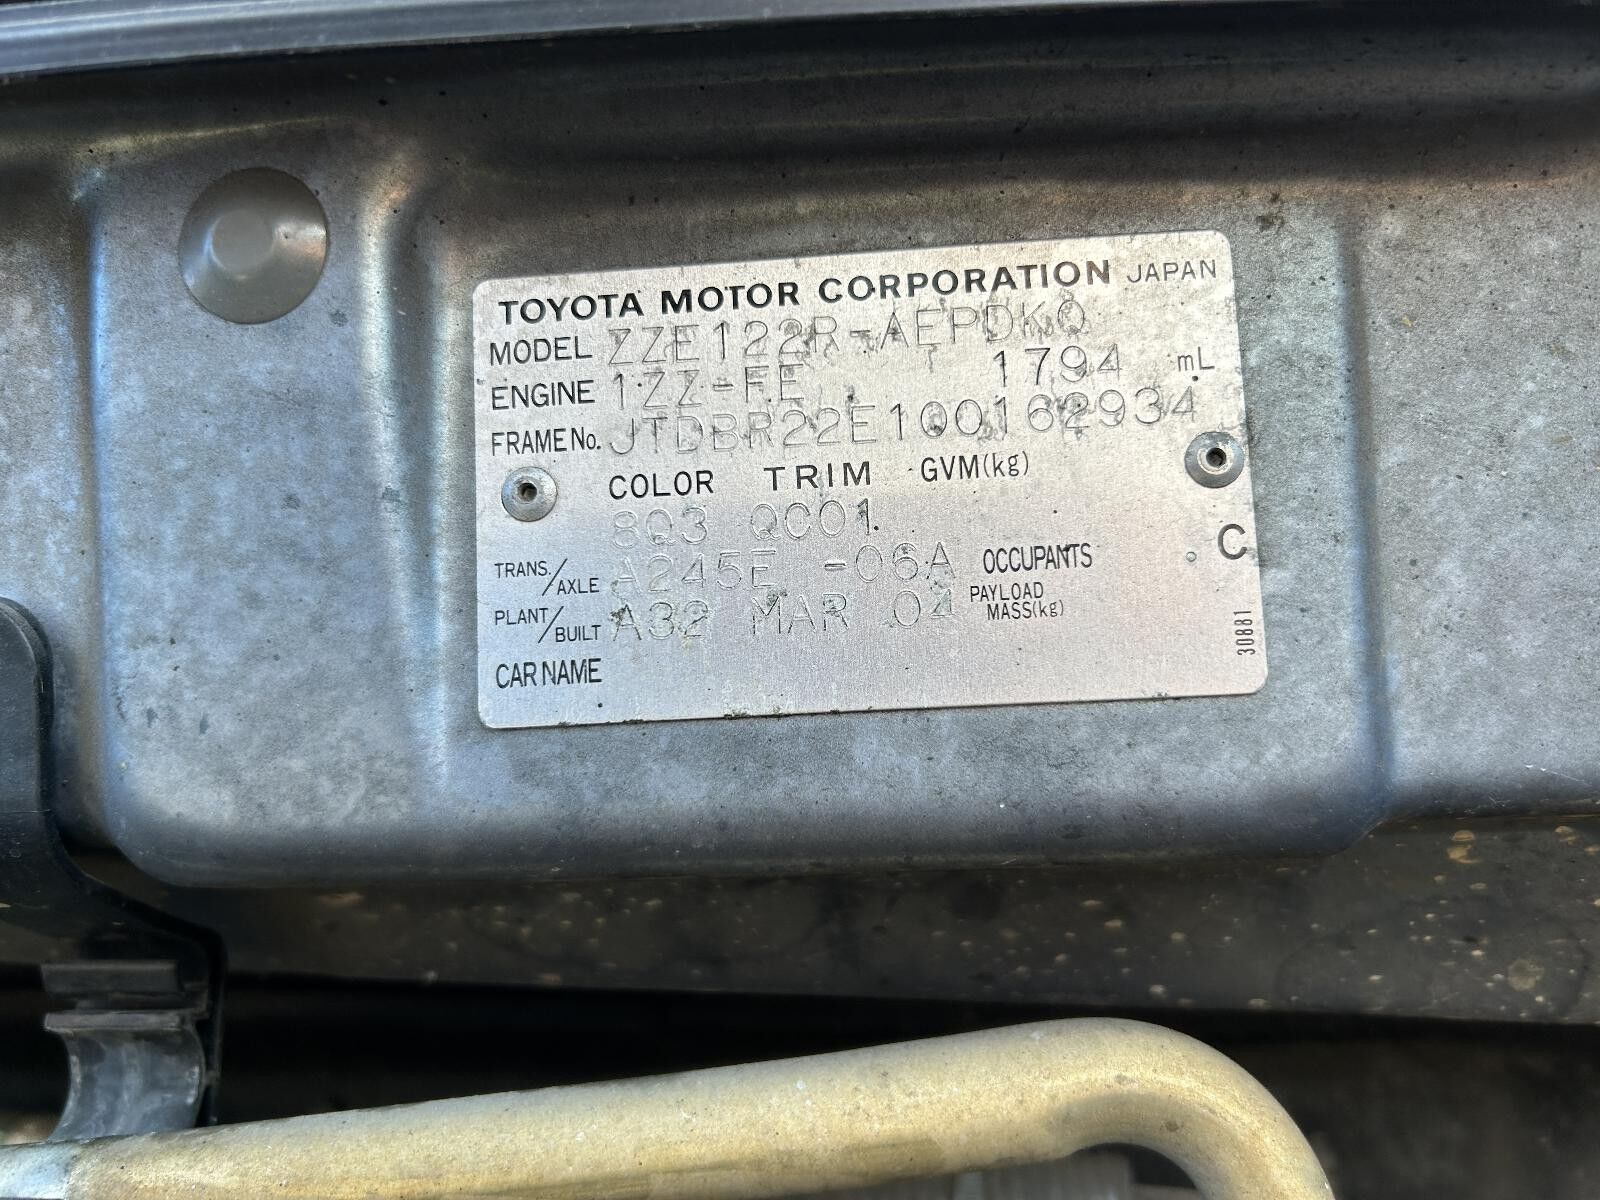 TOYOTA MOTOR CORPORATION JAPAN
MODEL ZZE122R-AEPDKQ
ENGINE 1ZZ-FE 1794 mL
FRAME No. JTDBR22E100162934
COLOR TRIM GVM(kg)
8Q3 QC01
C
TRANS./AXLE A245E -06A OCCUPANTS
PLANT/BUILT A32 MAR 04 PAYLOAD MASS(kg)
CAR NAME
30881